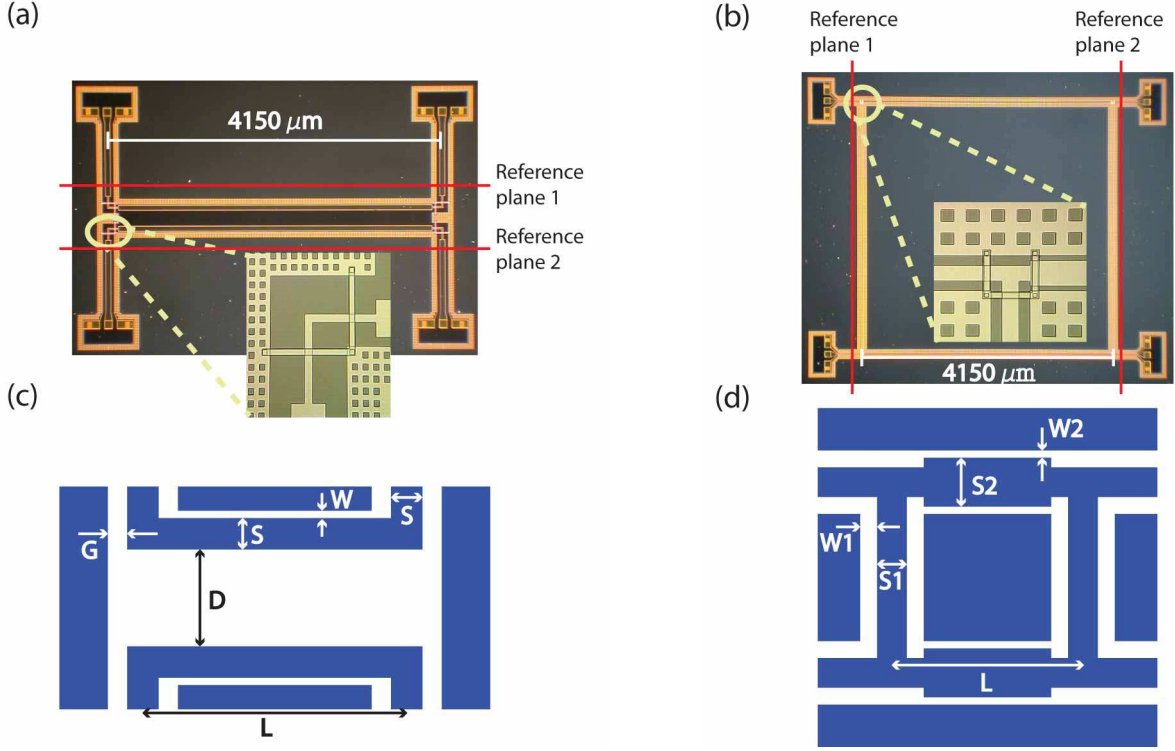 (a)
4150 μm
Reference
plane 1
Reference
plane 2
(b)
Reference
plane 1
Reference
plane 2
4150 μm
(c)
W
S
S
G
D
L
(d)
W2
S2
W1
S1
L